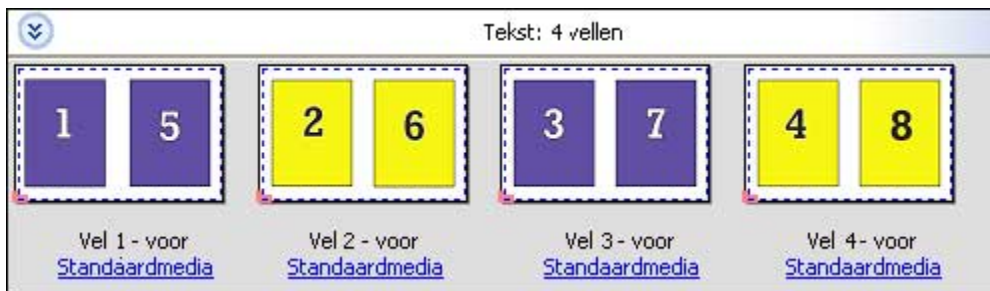 Tekst: 4 vellen
1 5 2 6 3 7 4 8
Vel 1 - voor Vel 2 - voor Vel 3 - voor Vel 4 - voor
Standaardmedia Standaardmedia Standaardmedia Standaardmedia